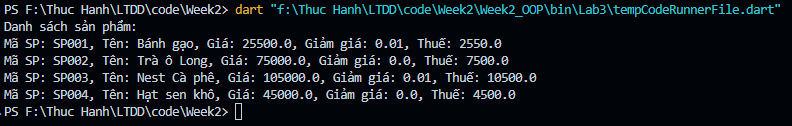 PS F:\Thuc Hanh\LTDD\code\Week2> dart "f:\Thuc Hanh\LTDD\code\Week2\Week2_OOP\bin\Lab3\tempCodeRunnerFile.dart"
Danh sách sản phẩm:
Mã SP: SP001, Tên: Bánh gạo, Giá: 25500.0, Giảm giá: 0.01, Thuế: 2550.0
Mã SP: SP002, Tên: Trà ô Long, Giá: 75000.0, Giảm giá: 0.0, Thuế: 7500.0
Mã SP: SP003, Tên: Nest Cà phê, Giá: 105000.0, Giảm giá: 0.01, Thuế: 10500.0
Mã SP: SP004, Tên: Hạt sen khô, Giá: 45000.0, Giảm giá: 0.0, Thuế: 4500.0
PS F:\Thuc Hanh\LTDD\code\Week2>